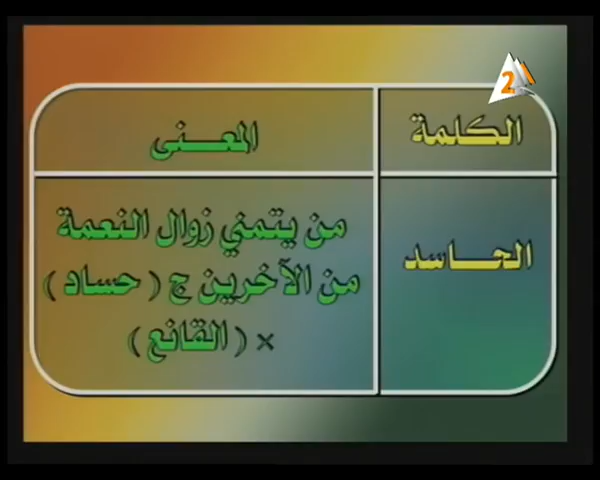 2
الكلمة
المعنى
الحاسد
من يتمني زوال النعمة
من الآخرين ج ( حساد )
× ( القانع )